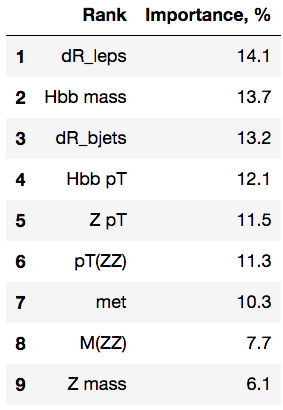 Rank Importance, %
1 dR_leps 14.1
2 Hbb mass 13.7
3 dR_bjets 13.2
4 Hbb pT 12.1
5 Z pT 11.5
6 pT(ZZ) 11.3
7 met 10.3
8 M(ZZ) 7.7
9 Z mass 6.1